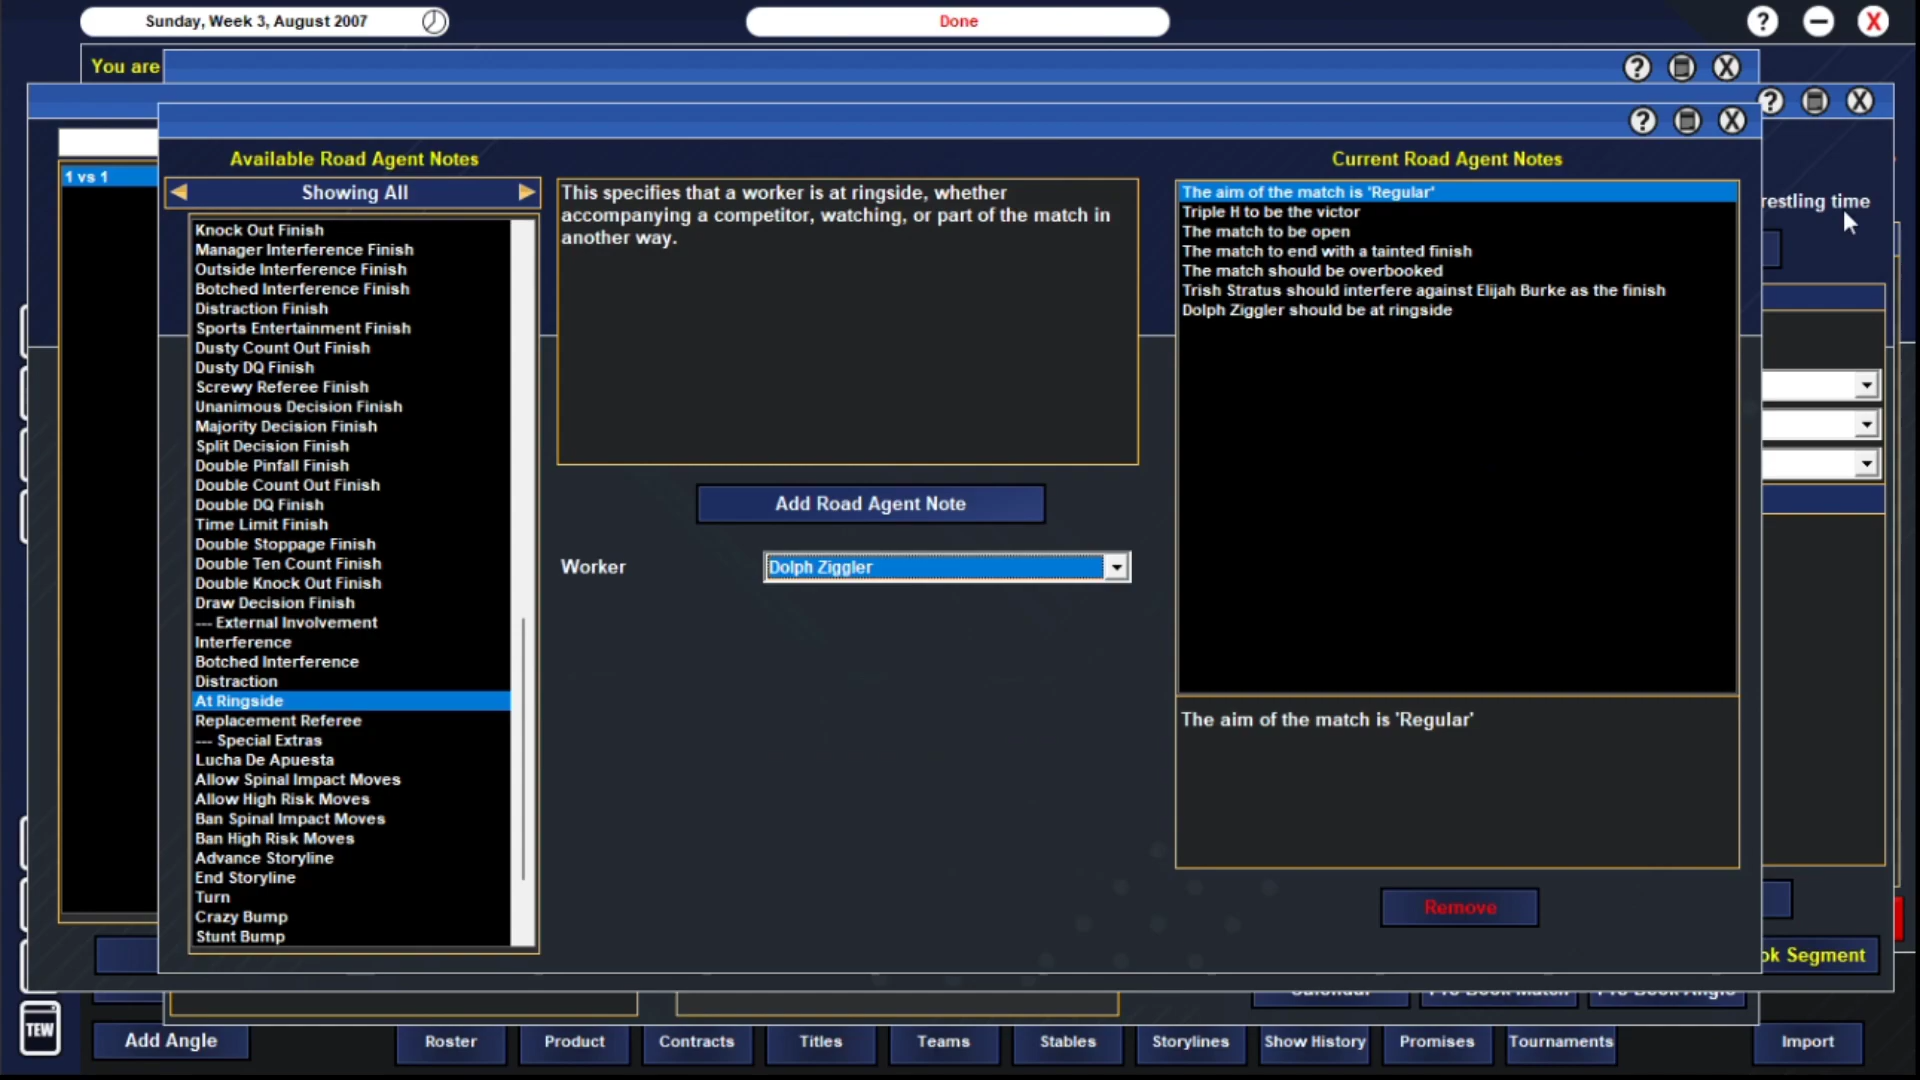 Sunday, Week 3, August 2007
Done
?
X
You are
? X
? X
? X
restling time
1 vs 1
Available Road Agent Notes
Showing All
Knock Out Finish
Manager Interference Finish
Outside Interference Finish
Botched Interference Finish
Distraction Finish
Sports Entertainment Finish
Dusty Count Out Finish
Dusty DQ Finish
Screwy Referee Finish
Unanimous Decision Finish
Majority Decision Finish
Split Decision Finish
Double Pinfall Finish
Double Count Out Finish
Double DQ Finish
Time Limit Finish
Double Stoppage Finish
Double Ten Count Finish
Double Knock Out Finish
Draw Decision Finish
--- External Involvement
Interference
Botched Interference
Distraction
At Ringside
Replacement Referee
--- Special Extras
Lucha De Apuesta
Allow Spinal Impact Moves
Allow High Risk Moves
Ban Spinal Impact Moves
Ban High Risk Moves
Advance Storyline
End Storyline
Turn
Crazy Bump
Stunt Bump
This specifies that a worker is at ringside, whether
accompanying a competitor, watching, or part of the match in
another way.
Add Road Agent Note
Worker
Dolph Ziggler
Current Road Agent Notes
The aim of the match is 'Regular'
Triple H to be the victor
The match to be open
The match to end with a tainted finish
The match should be overbooked
Trish Stratus should interfere against Elijah Burke as the finish
Dolph Ziggler should be at ringside
The aim of the match is 'Regular'
Remove
ok Segment
Calendar
Pre Book Match
Pre Book Angle
TEW
Add Angle
Roster
Product
Contracts
Titles
Teams
Stables
Storylines
Show History
Promises
Tournaments
Import